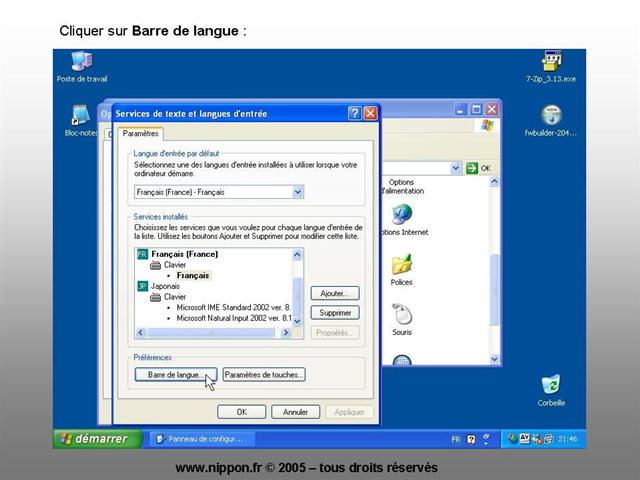 Cliquer sur Barre de langue :
Poste de travail
7-Zip_3.13.exe
Bloc-notes
fwbuilder-204...
Services de texte et langues d'entrée
Paramètres
Langue d'entrée par défaut
Sélectionnez une des langues d'entrée installées à utiliser lorsque votre
ordinateur démarre.
Français (France) - Français
Services installés
Choisissez les services que vous voulez pour chaque langue d'entrée de
la liste. Utilisez les boutons Ajouter et Supprimer pour modifier cette liste.
FR Français (France)
Clavier
Français
JP Japonais
Clavier
Microsoft IME Standard 2002 ver. 8.
Microsoft Natural Input 2002 ver. 8.1
Ajouter...
Supprimer
Propriétés...
Préférences
Barre de langue...
Paramètres de touches...
OK
Annuler
Appliquer
OK
Options
d'alimentation
ptions Internet
Polices
Souris
Corbeille
démarrer
Panneau de configur...
FR
21:46
www.nippon.fr © 2005 – tous droits réservés